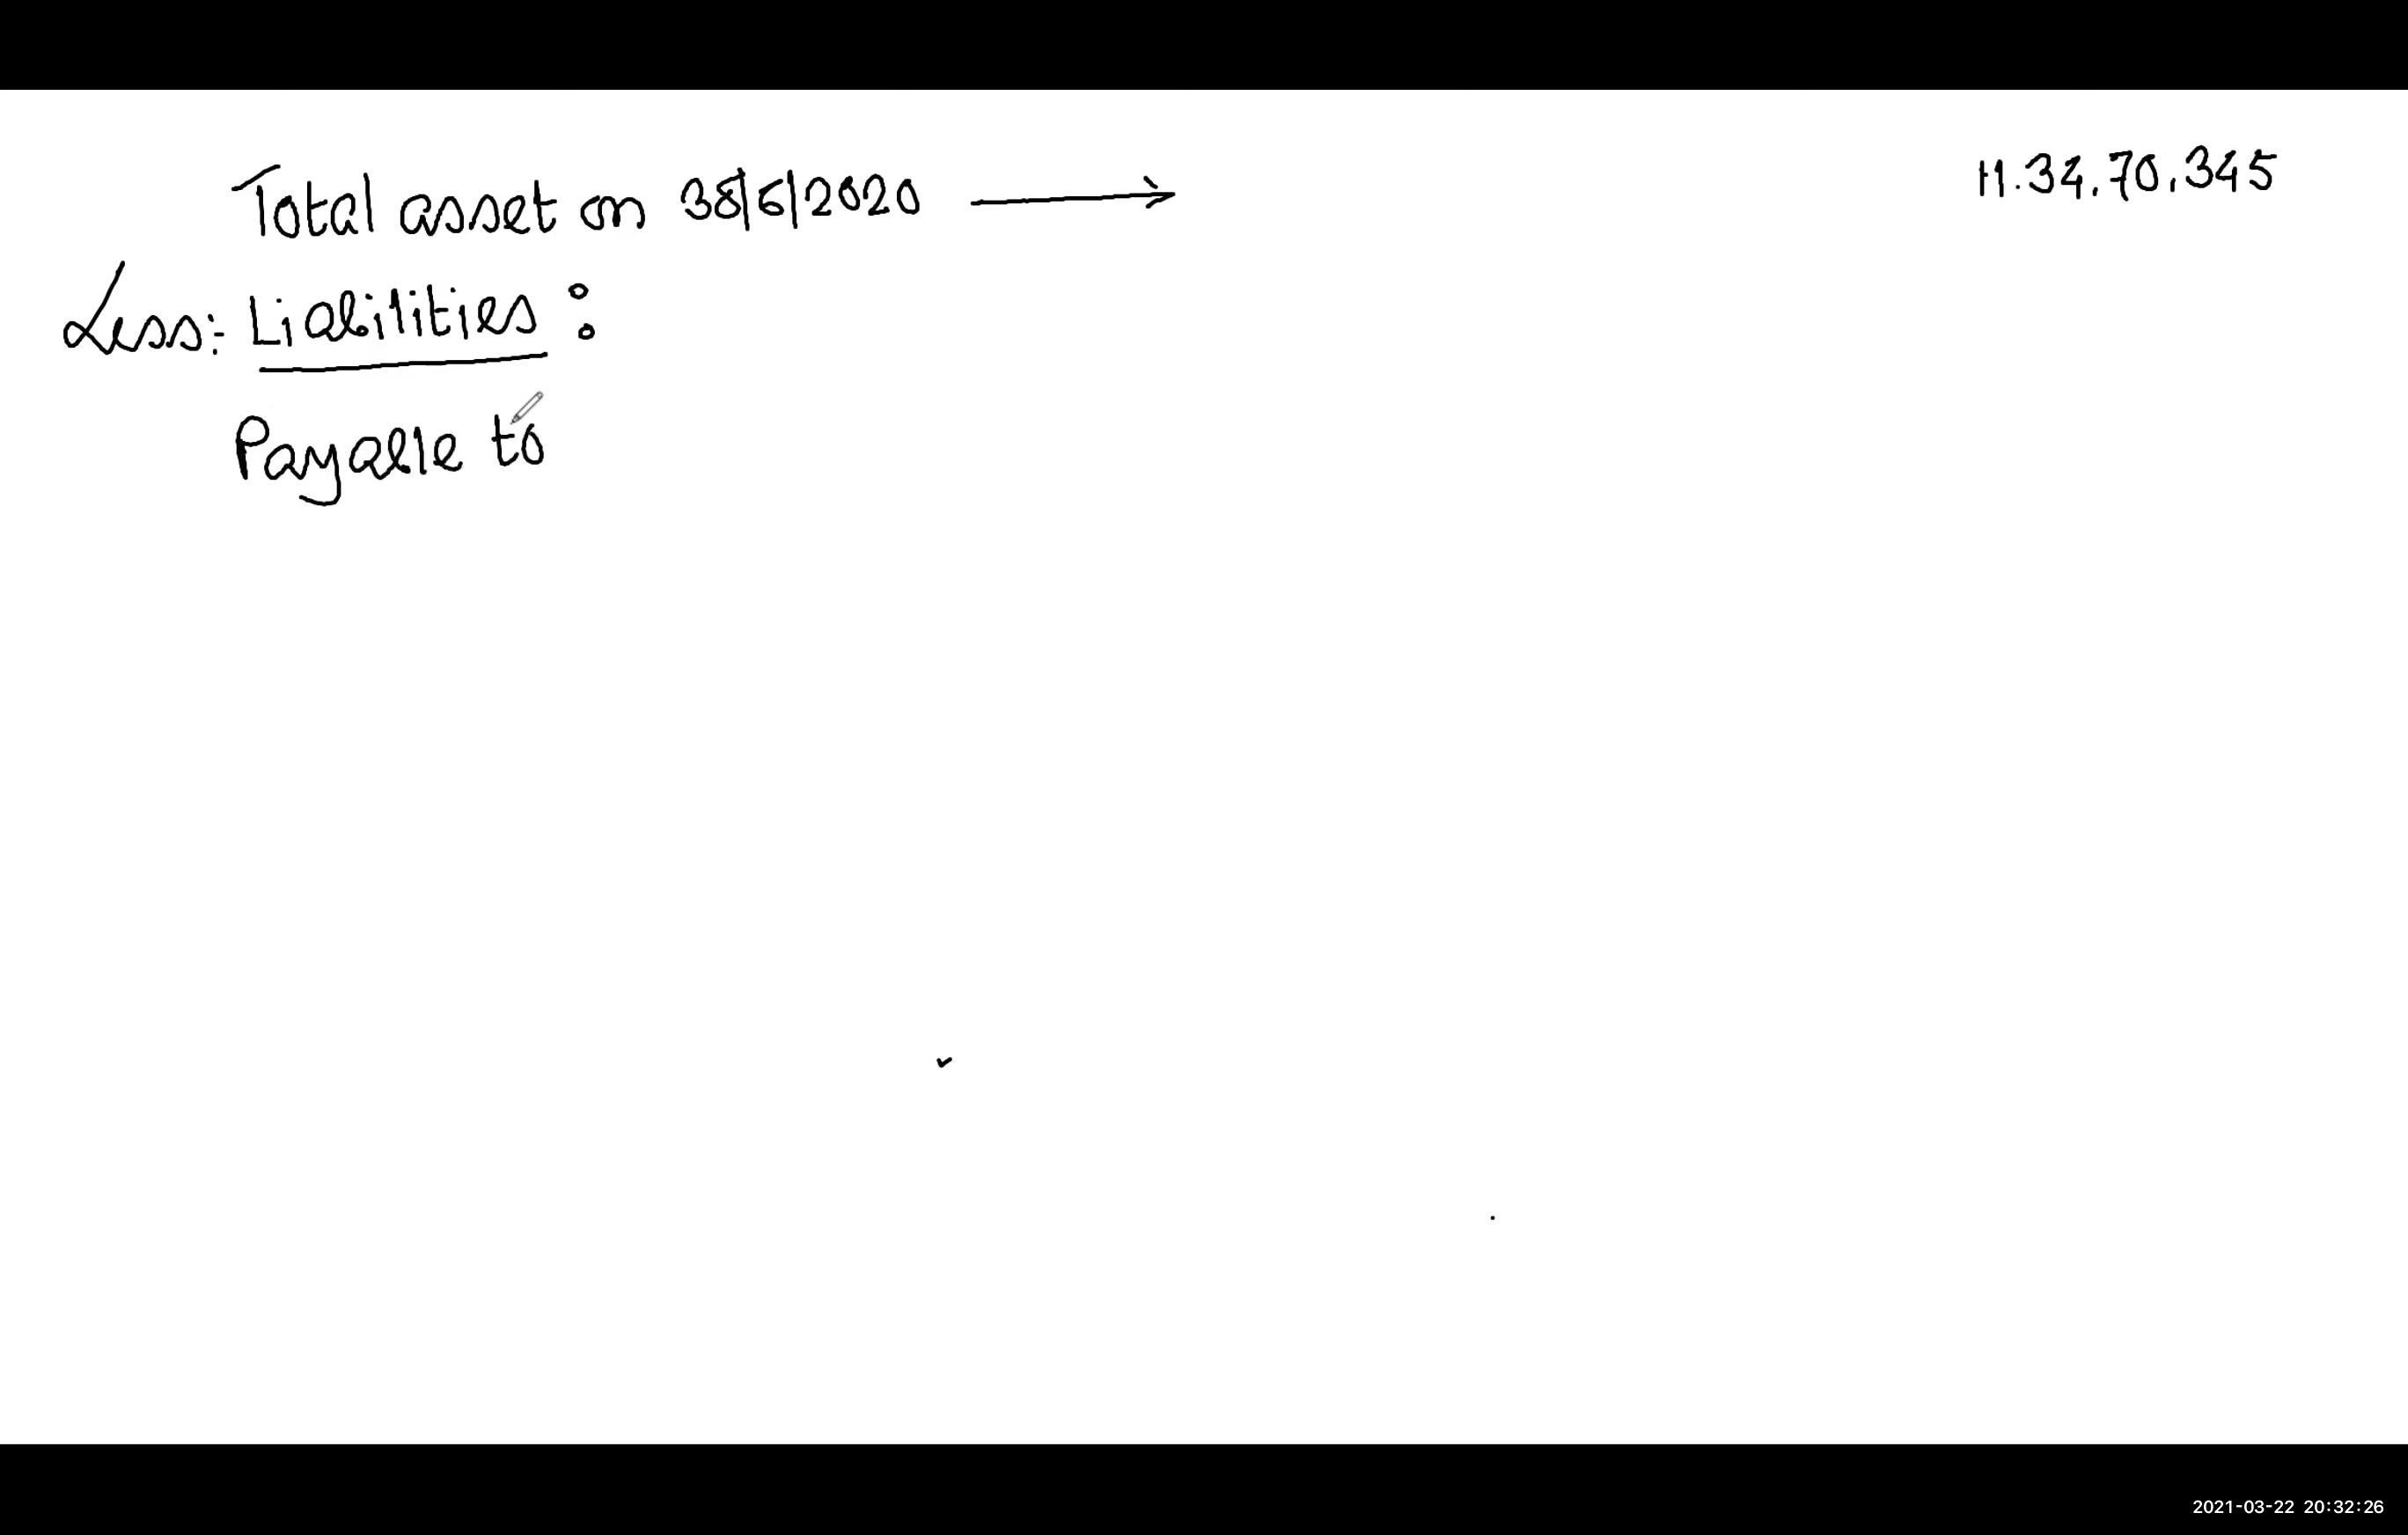 Total asset on 30/6/2020 → 11.34,70,345
Less:- Liabilities :
Payable to
2021-03-22 20:32:26